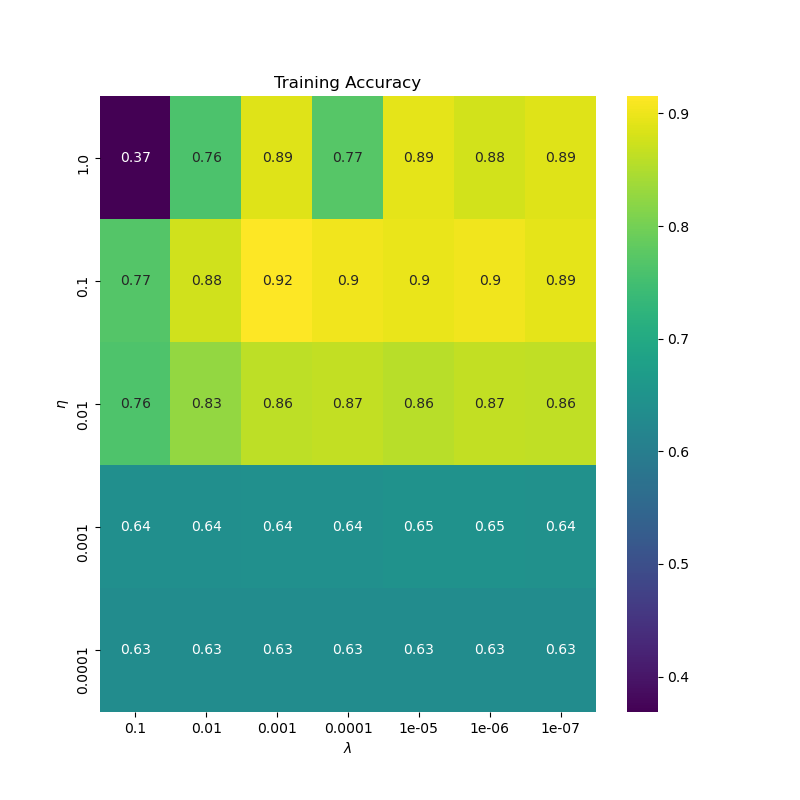 Training Accuracy
1.0 0.37 0.76 0.89 0.77 0.89 0.88 0.89
0.1 0.77 0.88 0.92 0.9 0.9 0.9 0.89
η 0.01 0.76 0.83 0.86 0.87 0.86 0.87 0.86
0.001 0.64 0.64 0.64 0.64 0.65 0.65 0.64
0.0001 0.63 0.63 0.63 0.63 0.63 0.63 0.63
0.1 0.01 0.001 0.0001 1e-05 1e-06 1e-07
λ
0.9
0.8
0.7
0.6
0.5
0.4